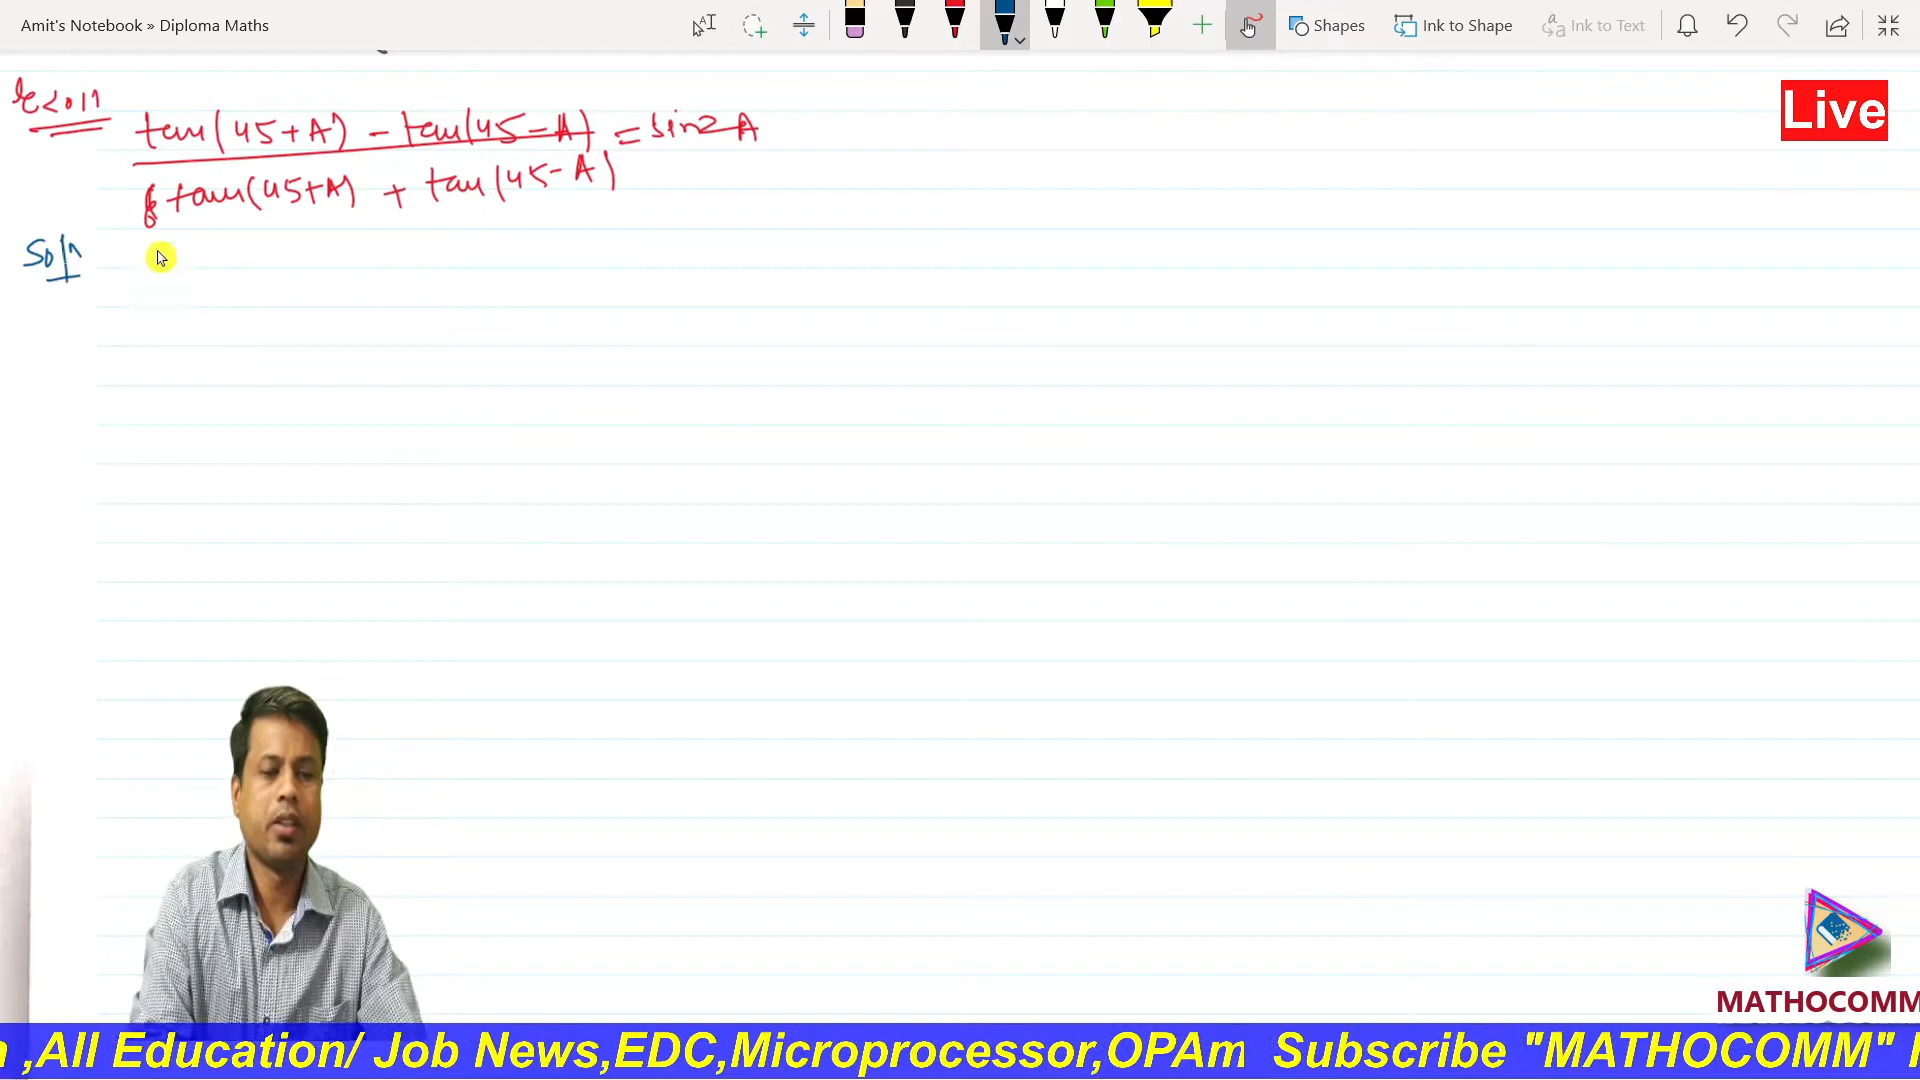 Amit's Notebook » Diploma Maths
Shapes
Ink to Shape
Ink to Text
Live
2011
tan(45+A) - tan(45-A) = sin2A
tan(45+A) + tan(45-A)
Soln
MATHOCOMM
,All Education/ Job News,EDC,Microprocessor,OPAm Subscribe "MATHOCOMM"